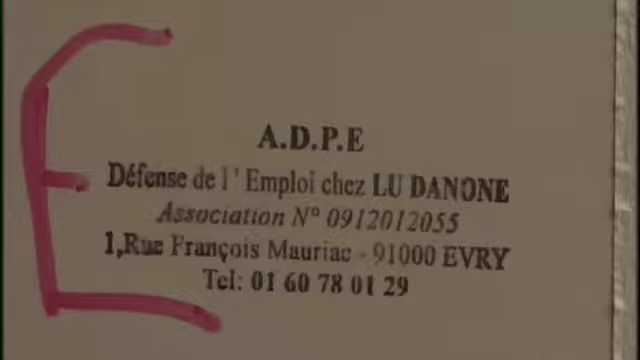 E
A.D.P.E
Défense de l'Emploi chez LU DANONE
Association N° 0912012055
1,Rue François Mauriac - 91000 EVRY
Tel: 01 60 78 01 29